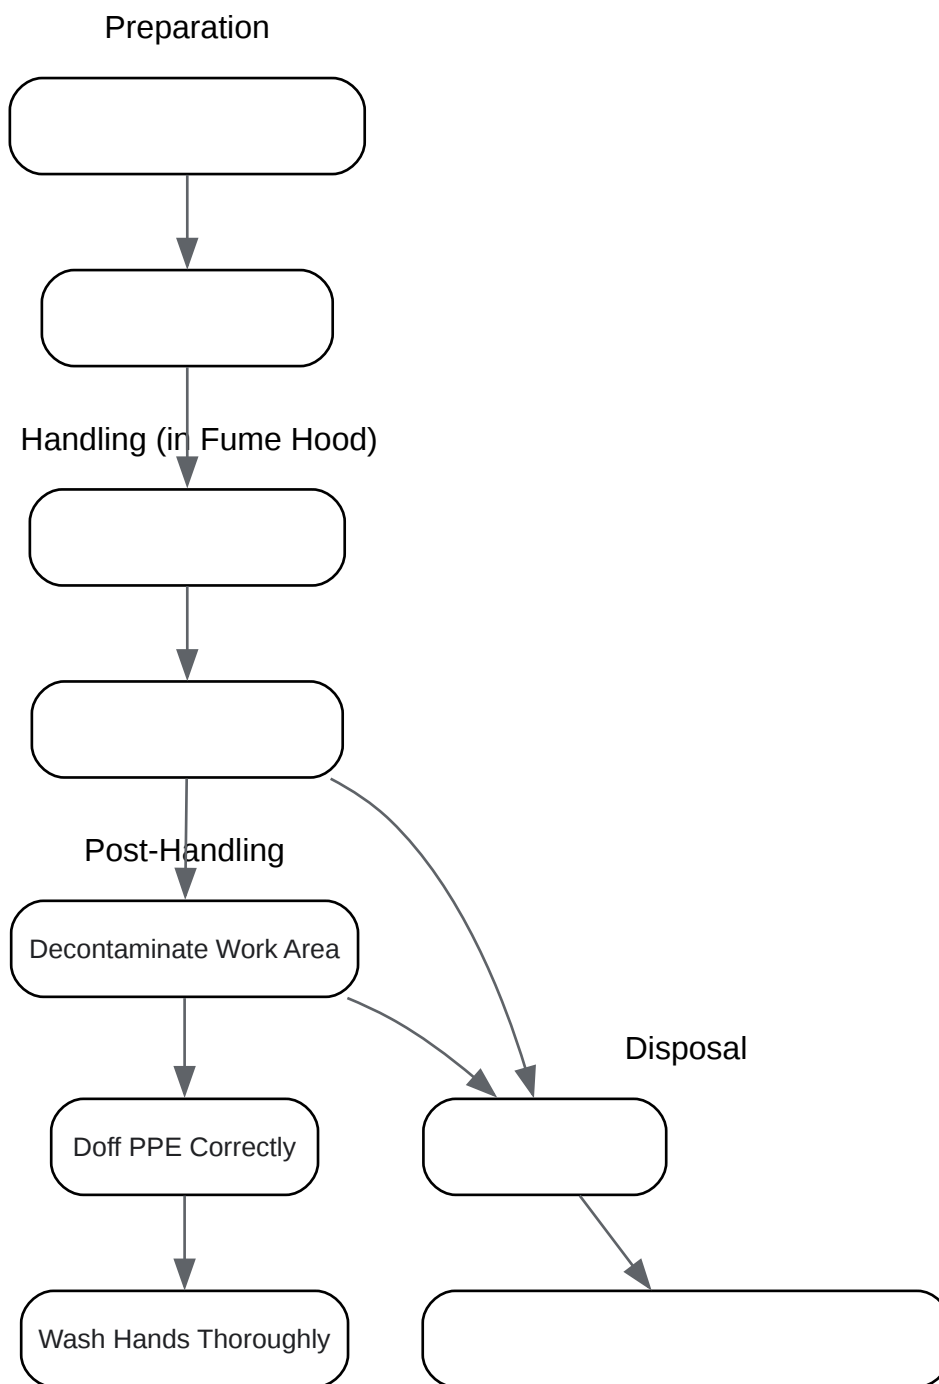 Preparation
Handling (in Fume Hood)
Post-Handling
Decontaminate Work Area
Disposal
Doff PPE Correctly
Wash Hands Thoroughly